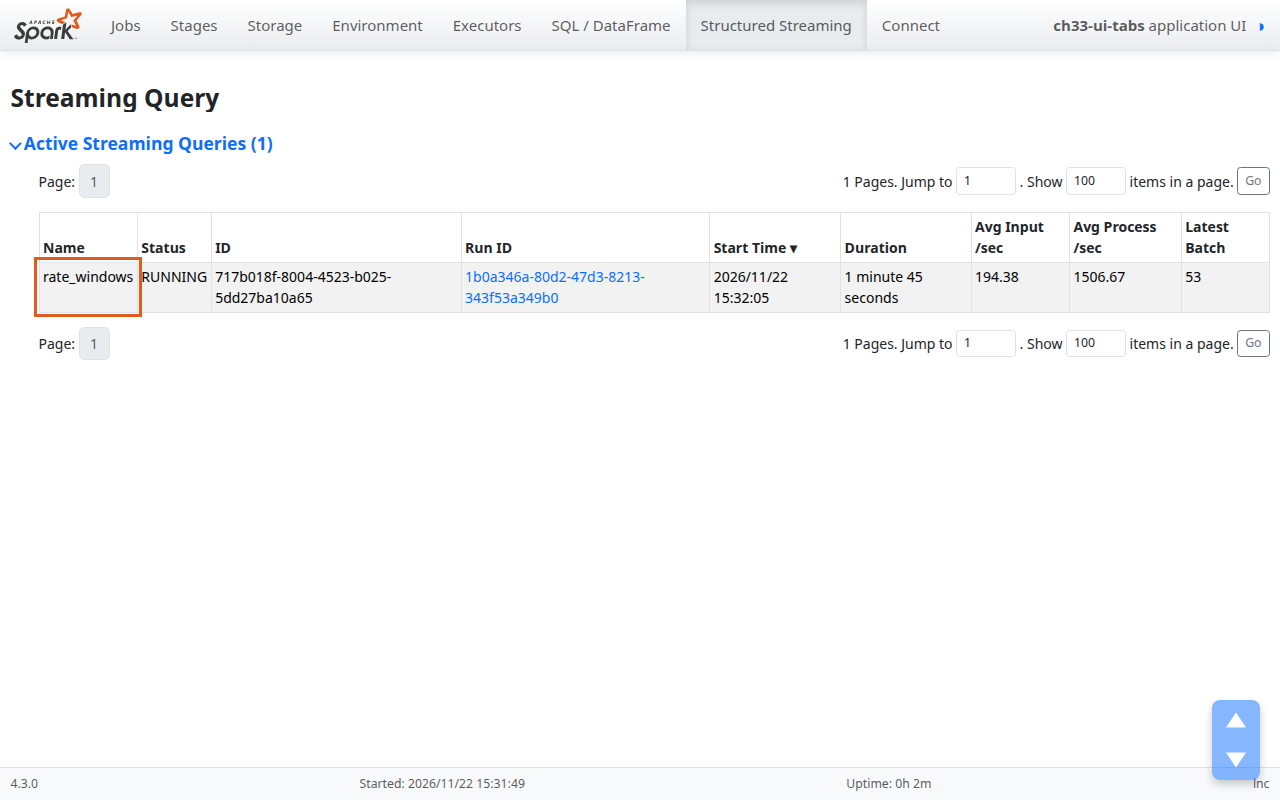 APACHE Spark Jobs Stages Storage Environment Executors SQL / DataFrame Structured Streaming Connect ch33-ui-tabs application UI
Streaming Query
Active Streaming Queries (1)
Page: 1 1 Pages. Jump to 1 . Show 100 items in a page. Go
Name Status ID Run ID Start Time ▾ Duration Avg Input /sec Avg Process /sec Latest Batch
rate_windows RUNNING 717b018f-8004-4523-b025-5dd27ba10a65 1b0a346a-80d2-47d3-8213-343f53a349b0 2026/11/22 15:32:05 1 minute 45 seconds 194.38 1506.67 53
Page: 1 1 Pages. Jump to 1 . Show 100 items in a page. Go
4.3.0 Started: 2026/11/22 15:31:49 Uptime: 0h 2m lnc